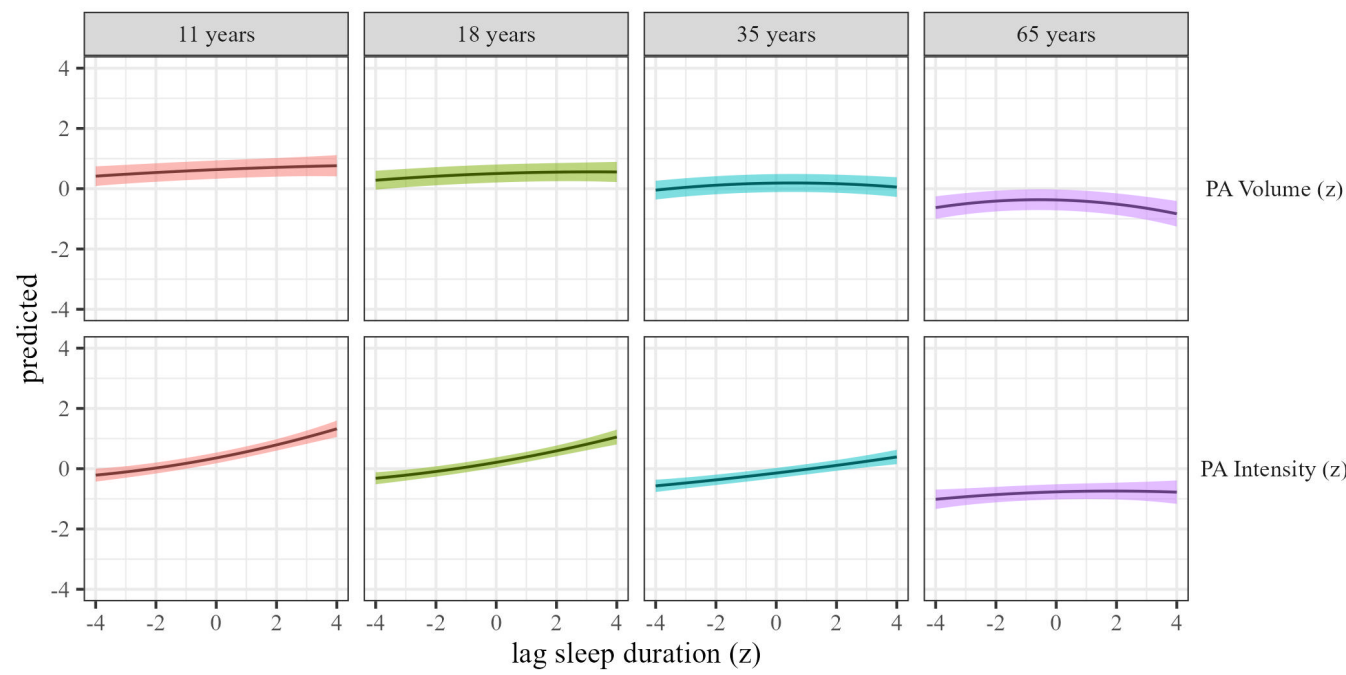 11 years 18 years 35 years 65 years
4
2
0
-2
-4
PA Volume (z)
predicted
4
2
0
-2
-4
PA Intensity (z)
-4 -2 0 2 4 -4 -2 0 2 4 -4 -2 0 2 4 -4 -2 0 2 4
lag sleep duration (z)